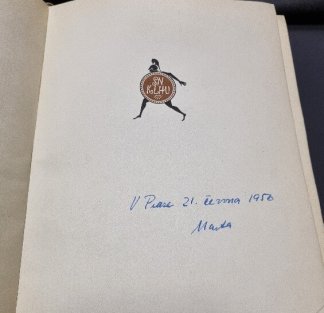 SN
KLHU
V Praze 21. června 1956
Marta